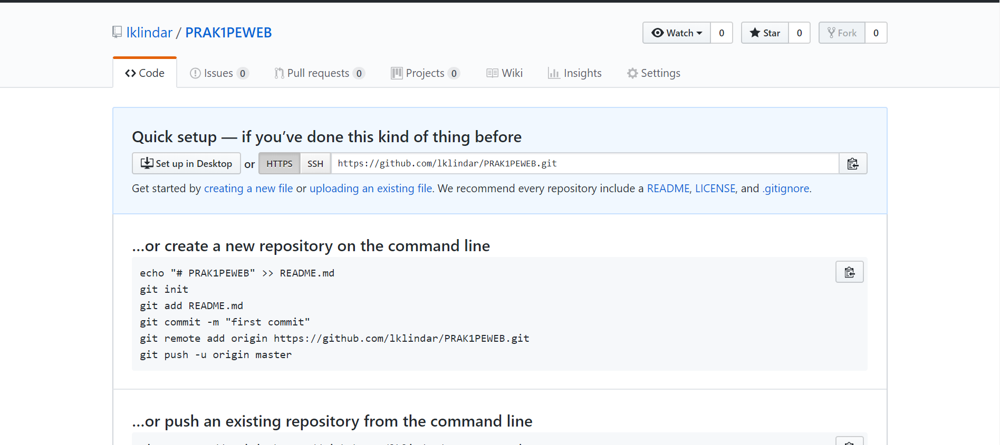 lklindar / PRAK1PEWEB
Watch 0 Star 0 Fork 0
Code Issues 0 Pull requests 0 Projects 0 Wiki Insights Settings
Quick setup — if you’ve done this kind of thing before
Set up in Desktop or HTTPS SSH https://github.com/lklindar/PRAK1PEWEB.git
Get started by creating a new file or uploading an existing file. We recommend every repository include a README, LICENSE, and .gitignore.
…or create a new repository on the command line
echo "# PRAK1PEWEB" >> README.md
git init
git add README.md
git commit -m "first commit"
git remote add origin https://github.com/lklindar/PRAK1PEWEB.git
git push -u origin master
…or push an existing repository from the command line